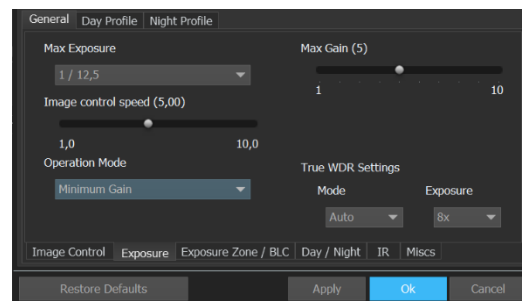 General Day Profile Night Profile
Max Exposure
Max Gain (5)
1 / 12,5
1 10
Image control speed (5,00)
1,0 10,0
Operation Mode
True WDR Settings
Minimum Gain
Mode Exposure
Auto 8x
Image Control Exposure Exposure Zone / BLC Day / Night IR Miscs
Restore Defaults Apply Ok Cancel